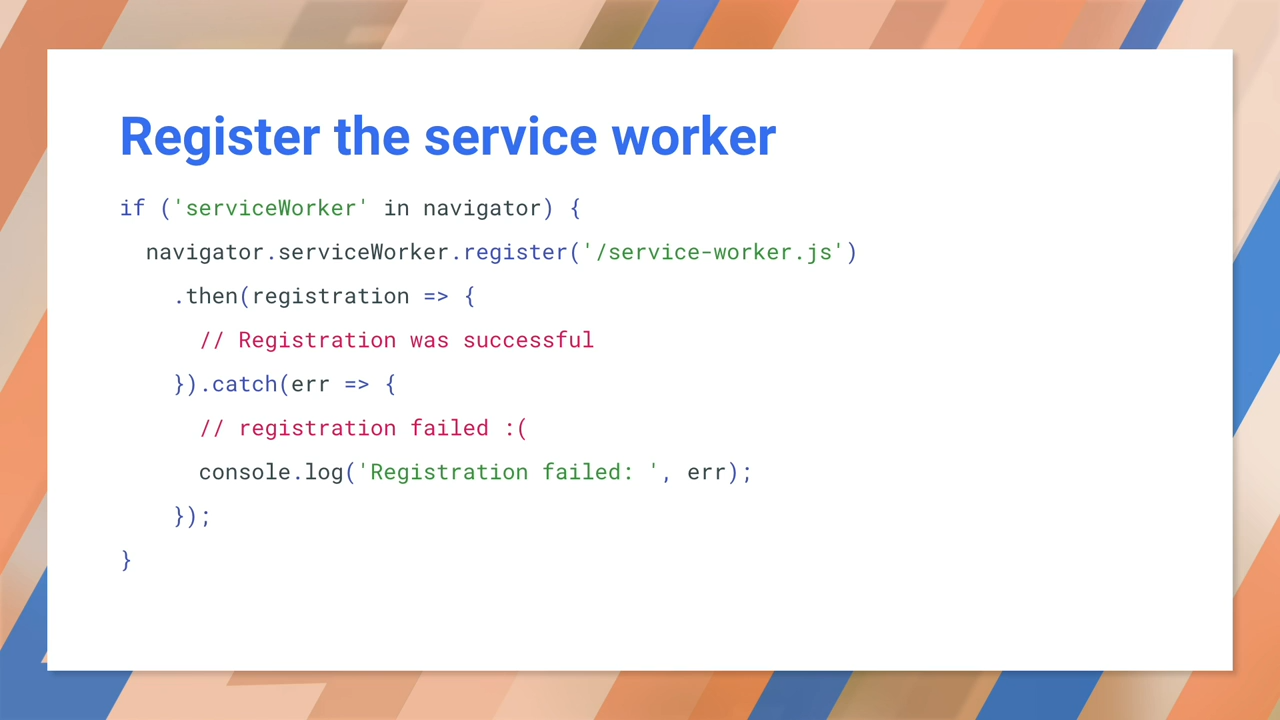 Register the service worker
if ('serviceWorker' in navigator) {
  navigator.serviceWorker.register('/service-worker.js')
    .then(registration => {
      // Registration was successful
    }).catch(err => {
      // registration failed :(
      console.log('Registration failed: ', err);
    });
}